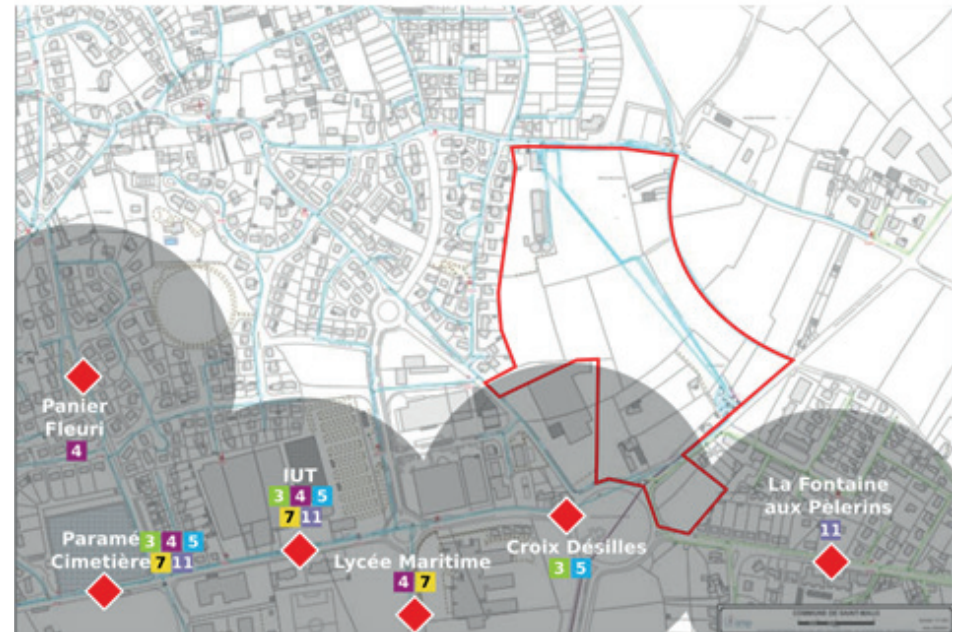 Panier
Fleuri
4
IUT
3 4 5
7 11
Paramé 3 4 5
Cimetière 7 11
Lycée Maritime
4 7
Croix Désilles
3 5
La Fontaine
aux Pelerins
11
COMMUNE DE SAINT-MALO